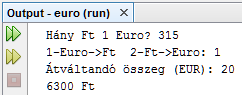 Output - euro (run) ×
Hány Ft 1 Euro? 315
1-Euro->Ft  2-Ft->Euro: 1
Átváltandó összeg (EUR): 20
6300 Ft